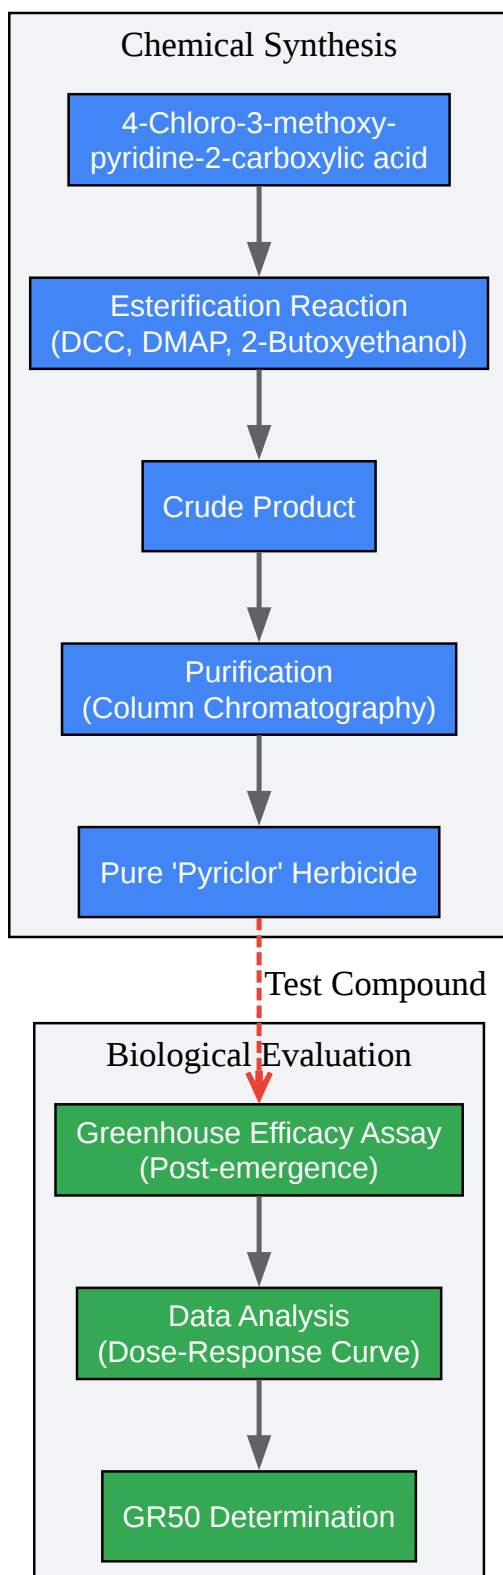 Chemical Synthesis
4-Chloro-3-methoxy-
pyridine-2-carboxylic acid
Esterification Reaction
(DCC, DMAP, 2-Butoxyethanol)
Crude Product
Purification
(Column Chromatography)
Pure 'Pyriclor' Herbicide
Test Compound
Biological Evaluation
Greenhouse Efficacy Assay
(Post-emergence)
Data Analysis
(Dose-Response Curve)
GR50 Determination